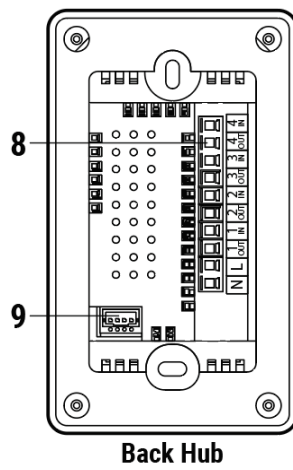 8
9
4 IN
4 OUT
3 IN
3 OUT
2 IN
2 OUT
1 IN
1 OUT
L
N
Back Hub